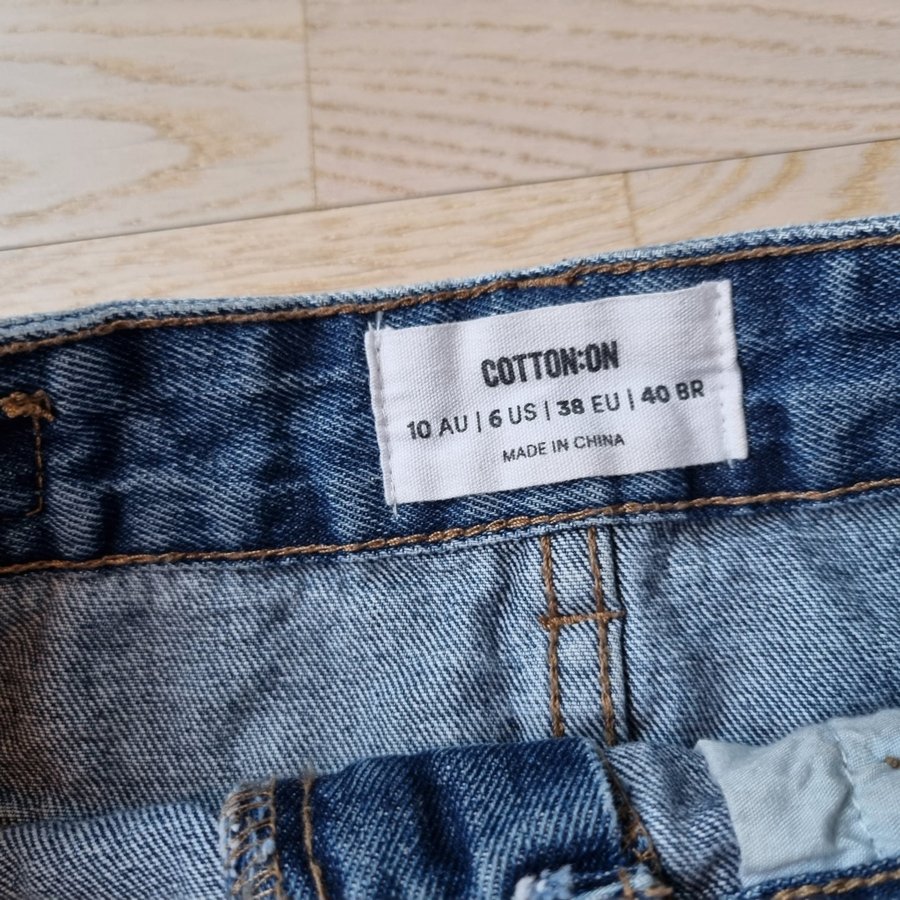 COTTON:ON
10 AU | 6 US | 38 EU | 40 BR
MADE IN CHINA